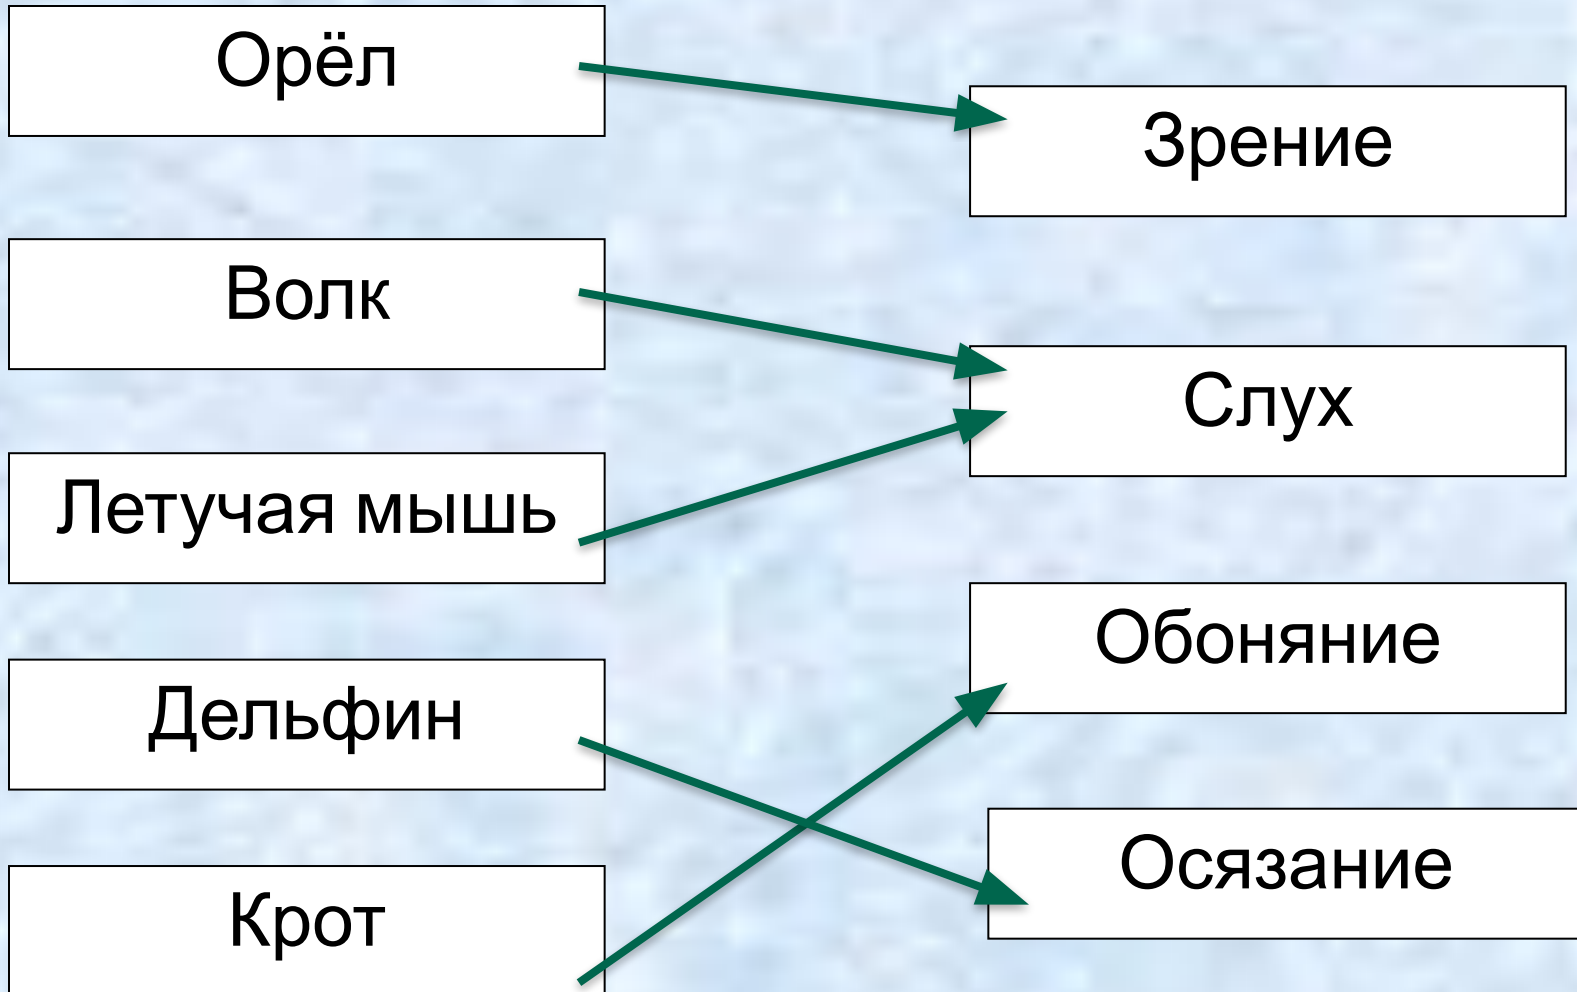 Орёл
Волк
Летучая мышь
Дельфин
Крот
Зрение
Слух
Обоняние
Осязание